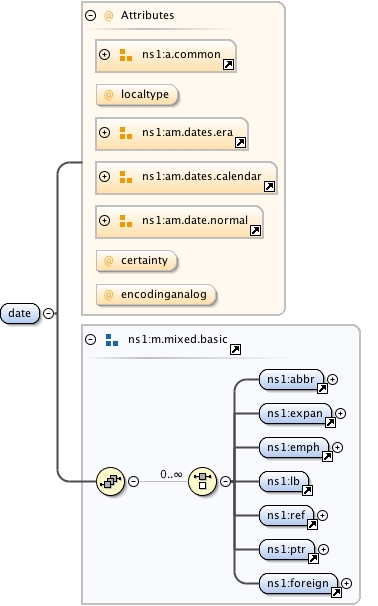 Attributes
ns1:a.common
@ localtype
ns1:am.dates.era
ns1:am.dates.calendar
ns1:am.date.normal
@ certainty
@ encodinganalog
date
ns1:m.mixed.basic
ns1:abbr
ns1:expan
ns1:emph
0..∞
ns1:lb
ns1:ref
ns1:ptr
ns1:foreign